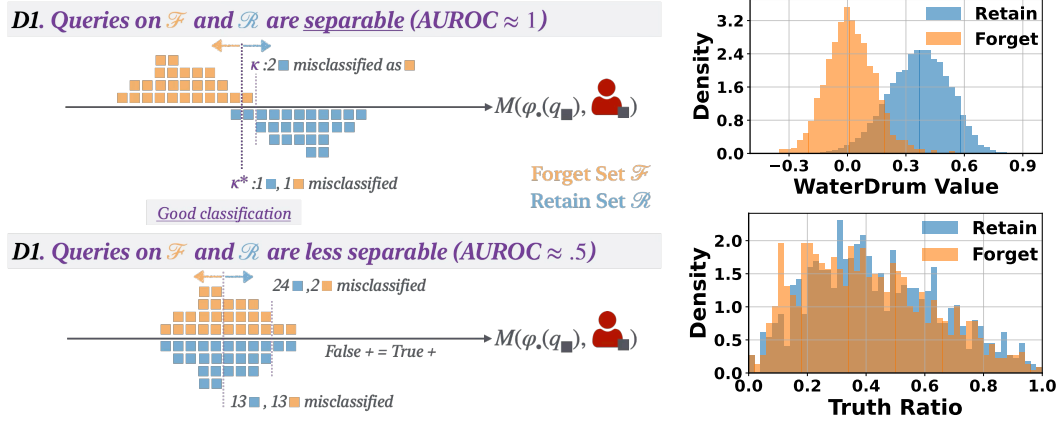 D1. Queries on ℱ and ℛ are separable (AUROC ≈ 1)
κ :2 misclassified as
M(φ•(q■), ■)
κ* :1 , 1 misclassified
Good classification
Forget Set ℱ
Retain Set ℛ
D1. Queries on ℱ and ℛ are less separable (AUROC ≈ .5)
24 ,2 misclassified
M(φ•(q■), ■)
False + = True +
13 , 13 misclassified
Density
3.2
2.4
1.6
0.8
0.0
Retain
Forget
−0.3 0.0 0.3 0.6 0.9
WaterDrum Value
Density
2.0
1.5
1.0
0.5
0.0
Retain
Forget
0.0 0.2 0.4 0.6 0.8 1.0
Truth Ratio